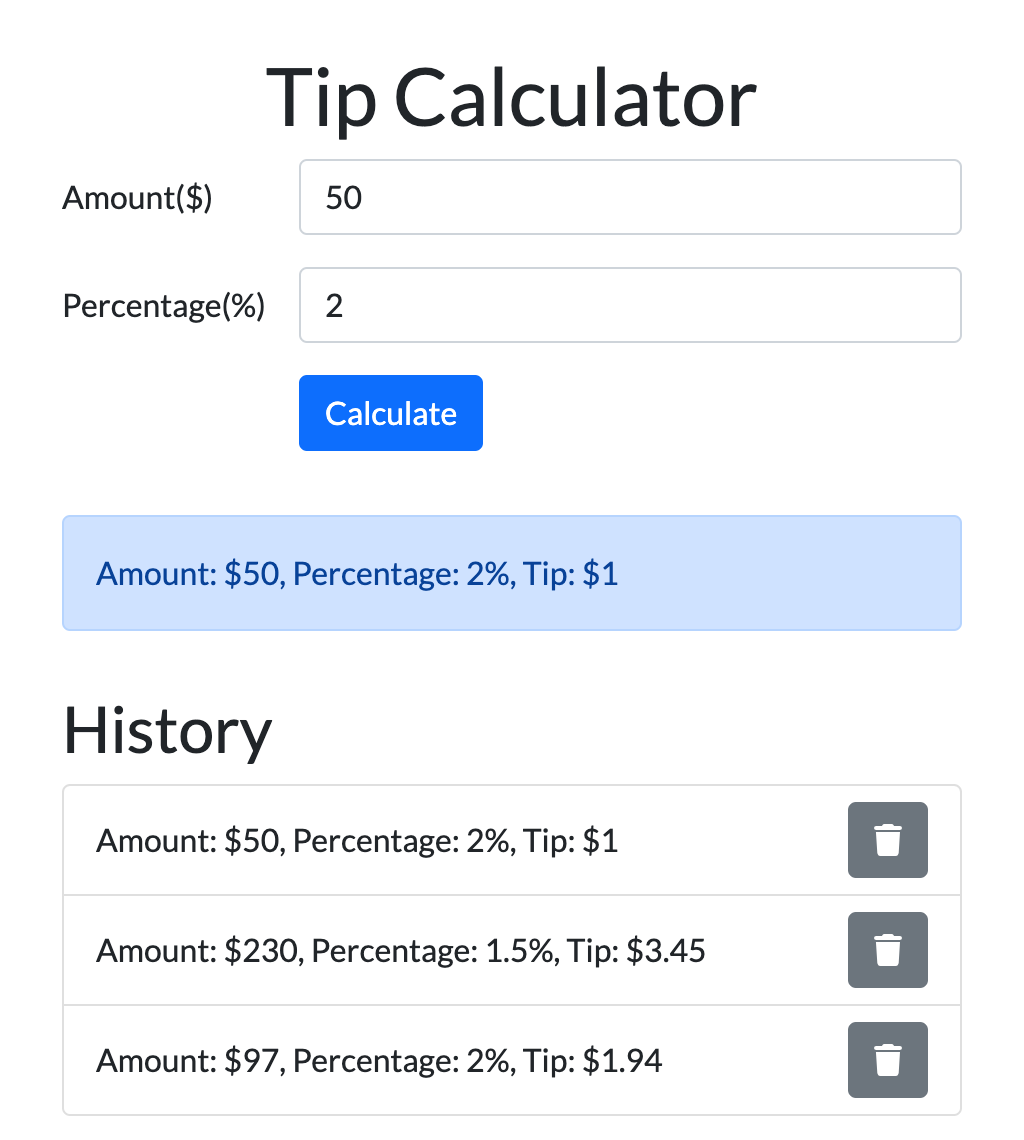 Tip Calculator
Amount($) 50
Percentage(%) 2
Calculate
Amount: $50, Percentage: 2%, Tip: $1
History
Amount: $50, Percentage: 2%, Tip: $1
Amount: $230, Percentage: 1.5%, Tip: $3.45
Amount: $97, Percentage: 2%, Tip: $1.94